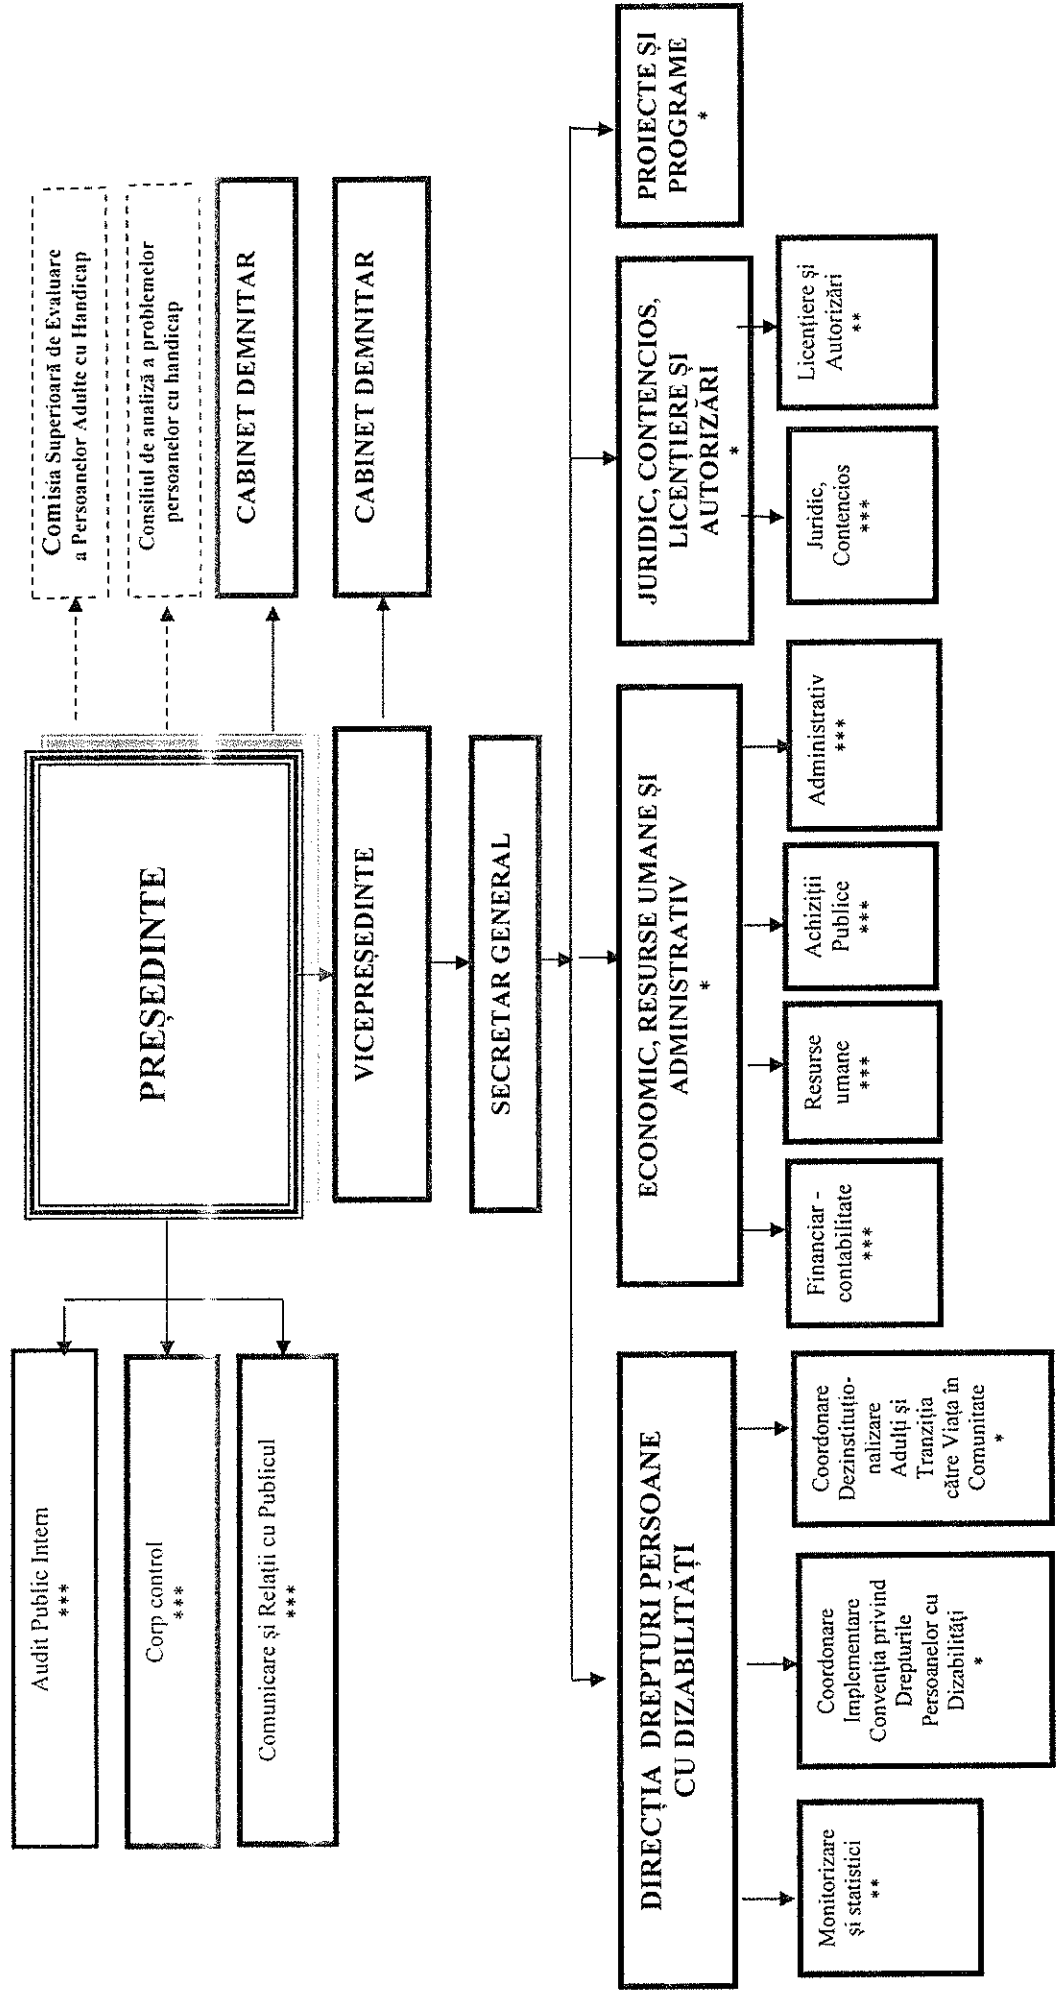 Audit Public Intern
***
Corp control
***
Comunicare și Relații cu Publicul
***
PREȘEDINTE
Comisia Superioară de Evaluare
a Persoanelor Adulte cu Handicap
Consiliul de analiză a problemelor
persoanelor cu handicap
CABINET DEMNITAR
VICEPREȘEDINTE
CABINET DEMNITAR
SECRETAR GENERAL
DIRECȚIA DREPTURI PERSOANE
CU DIZABILITĂȚI
ECONOMIC, RESURSE UMANE ȘI
ADMINISTRATIV
*
JURIDIC, CONTENCIOS,
LICENȚIERE ȘI
AUTORIZĂRI
*
PROIECTE ȘI
PROGRAME
*
Monitorizare
și statistici
**
Coordonare
Implementare
Convenția privind
Drepturile
Persoanelor cu
Dizabilități
*
Coordonare
Dezinstituțio-
nalizare
Adulți și
Tranziția
către Viața în
Comunitate
*
Financiar -
contabilitate
***
Resurse
umane
***
Achiziții
Publice
***
Administrativ
***
Juridic,
Contencios
***
Licențiere și
Autorizări
**